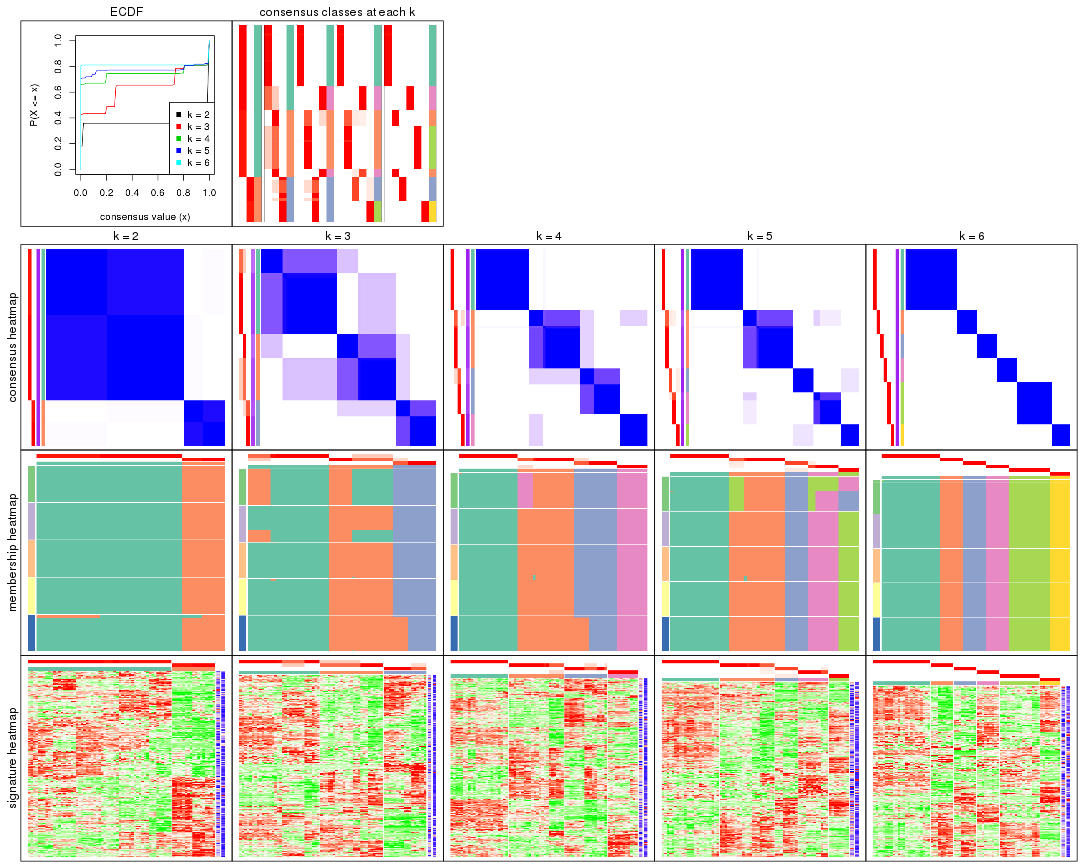 ECDF
consensus classes at each k
P(X <= x)
0.0 0.2 0.4 0.6 0.8 1.0
k = 2
k = 3
k = 4
k = 5
k = 6
0.0 0.2 0.4 0.6 0.8 1.0
consensus value (x)
k = 2 k = 3 k = 4 k = 5 k = 6
consensus heatmap
membership heatmap
signature heatmap